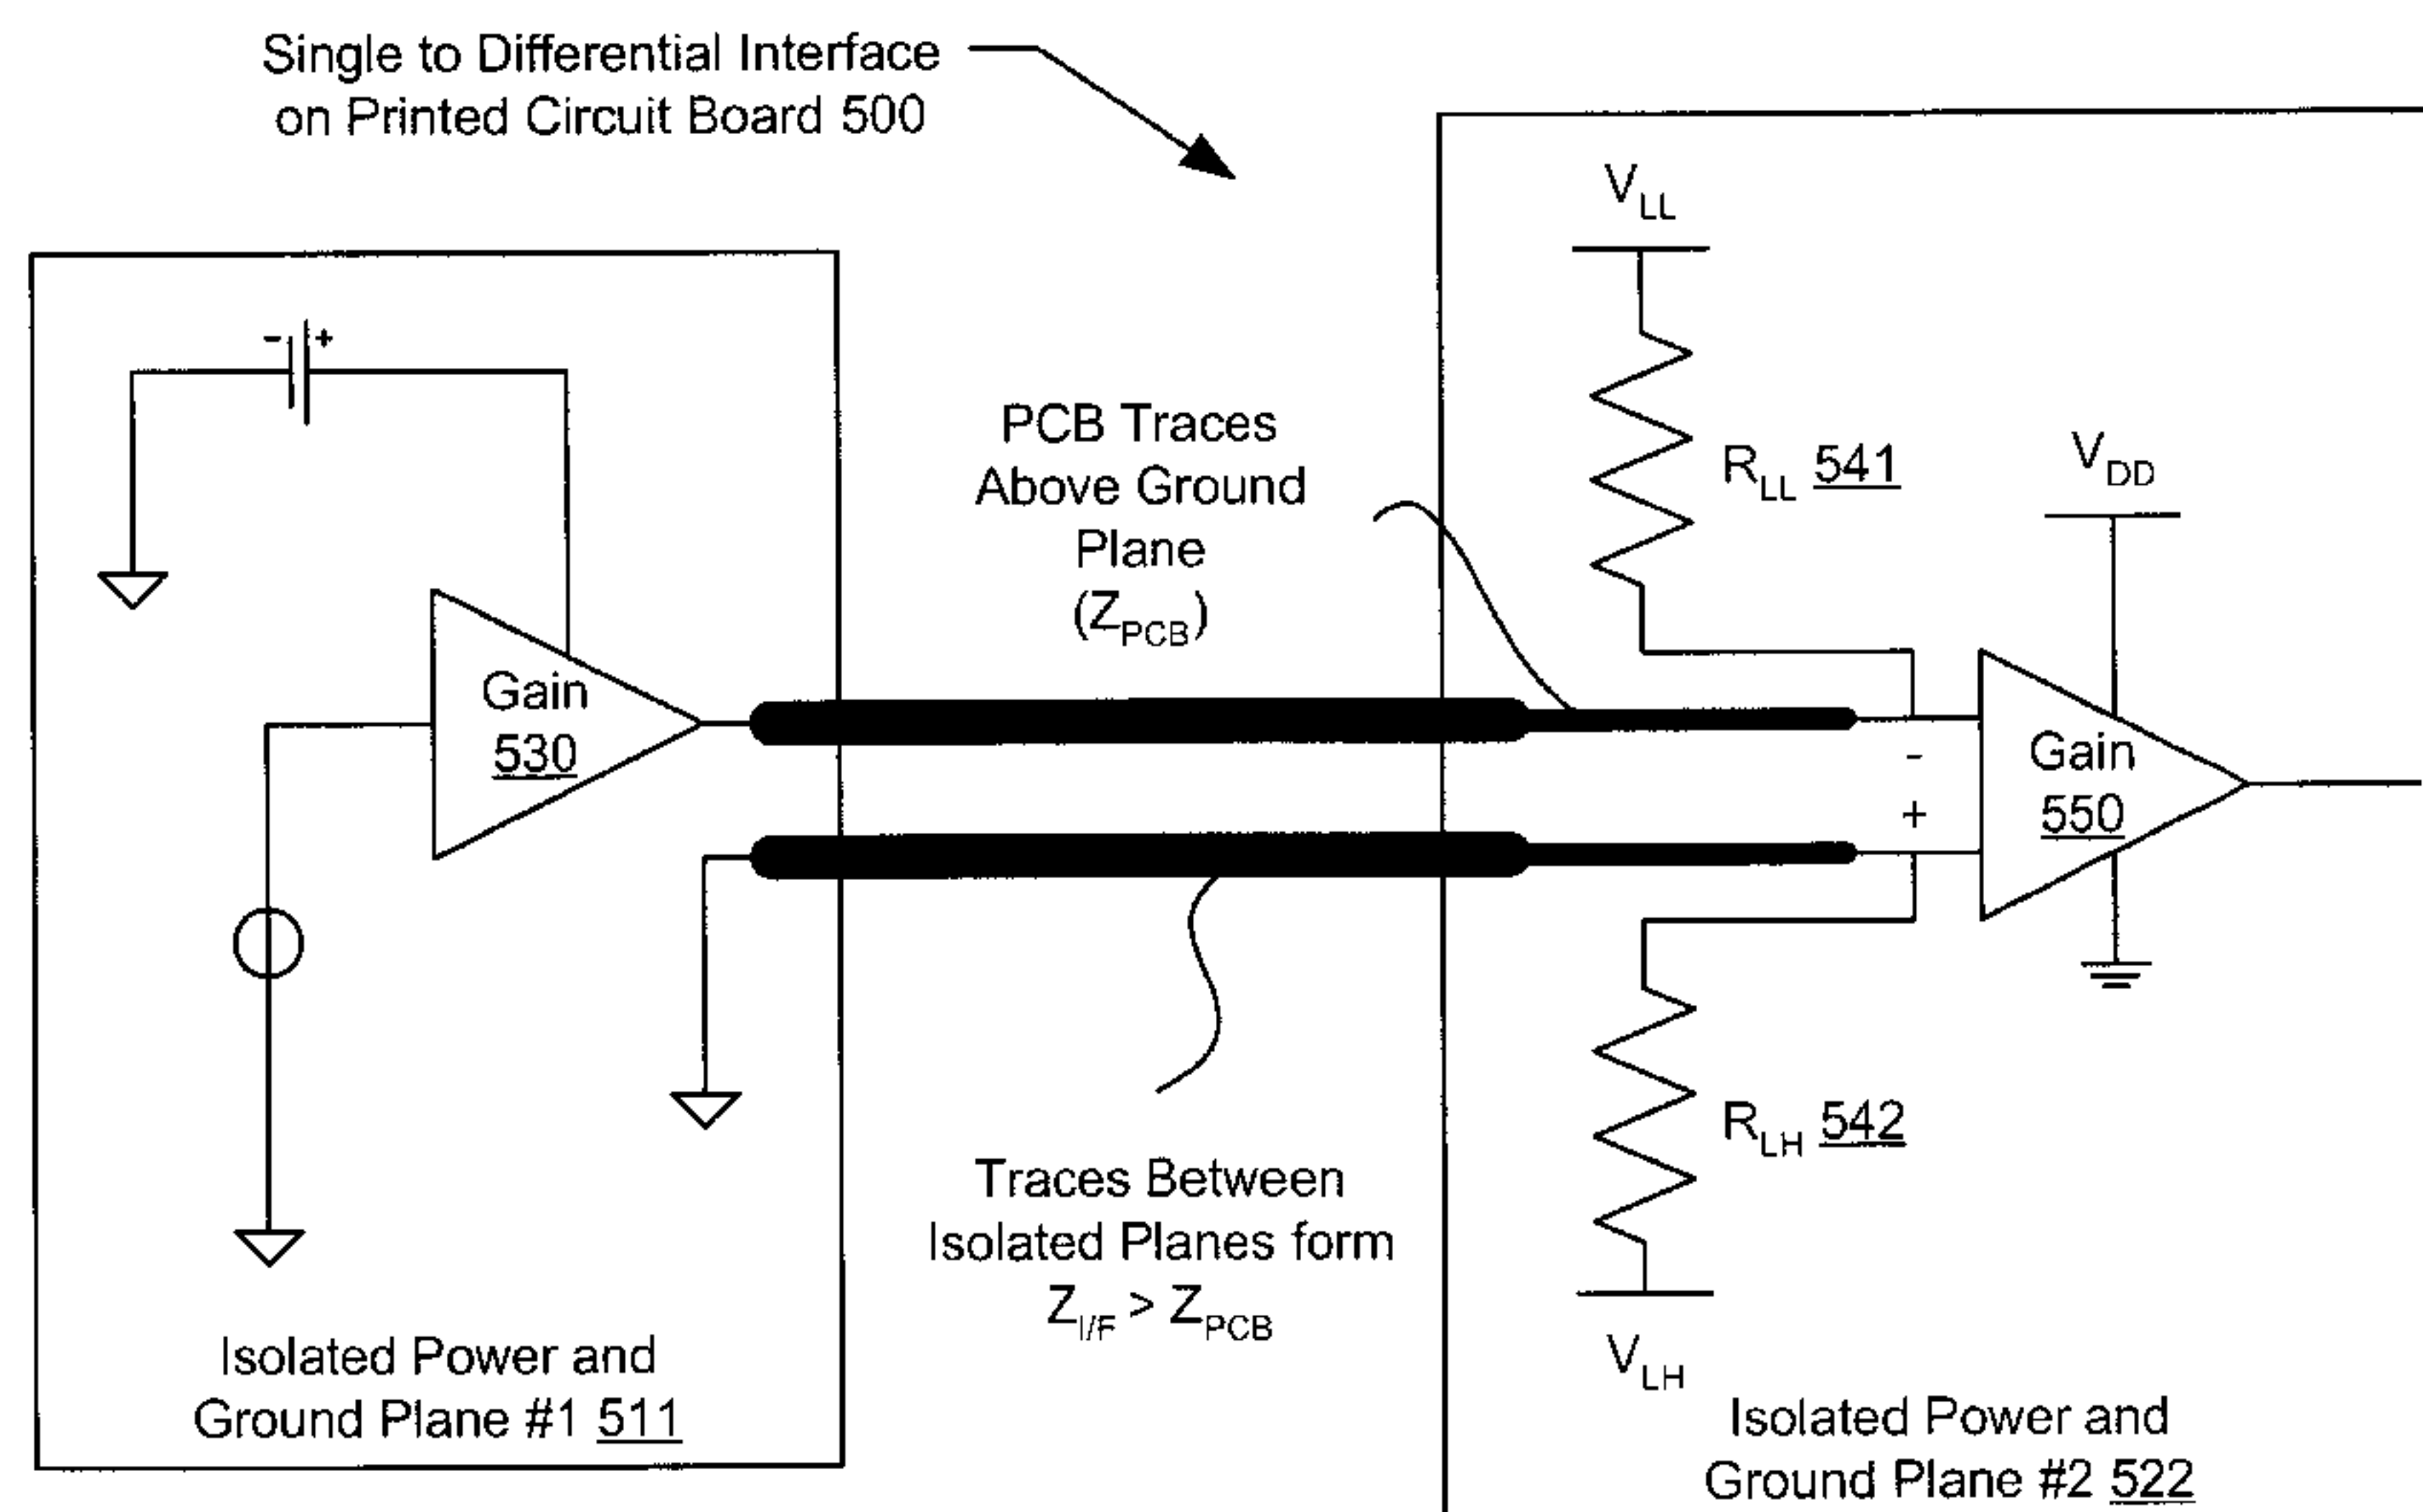 Single to Differential Interface
on Printed Circuit Board 500
V_LL
- +
PCB Traces
Above Ground
Plane
(Z_PCB)
R_LL 541
V_DD
Gain
530
-
+
Gain
550
R_LH 542
Traces Between
Isolated Planes form
Z_I/F > Z_PCB
V_LH
Isolated Power and
Ground Plane #1 511
Isolated Power and
Ground Plane #2 522